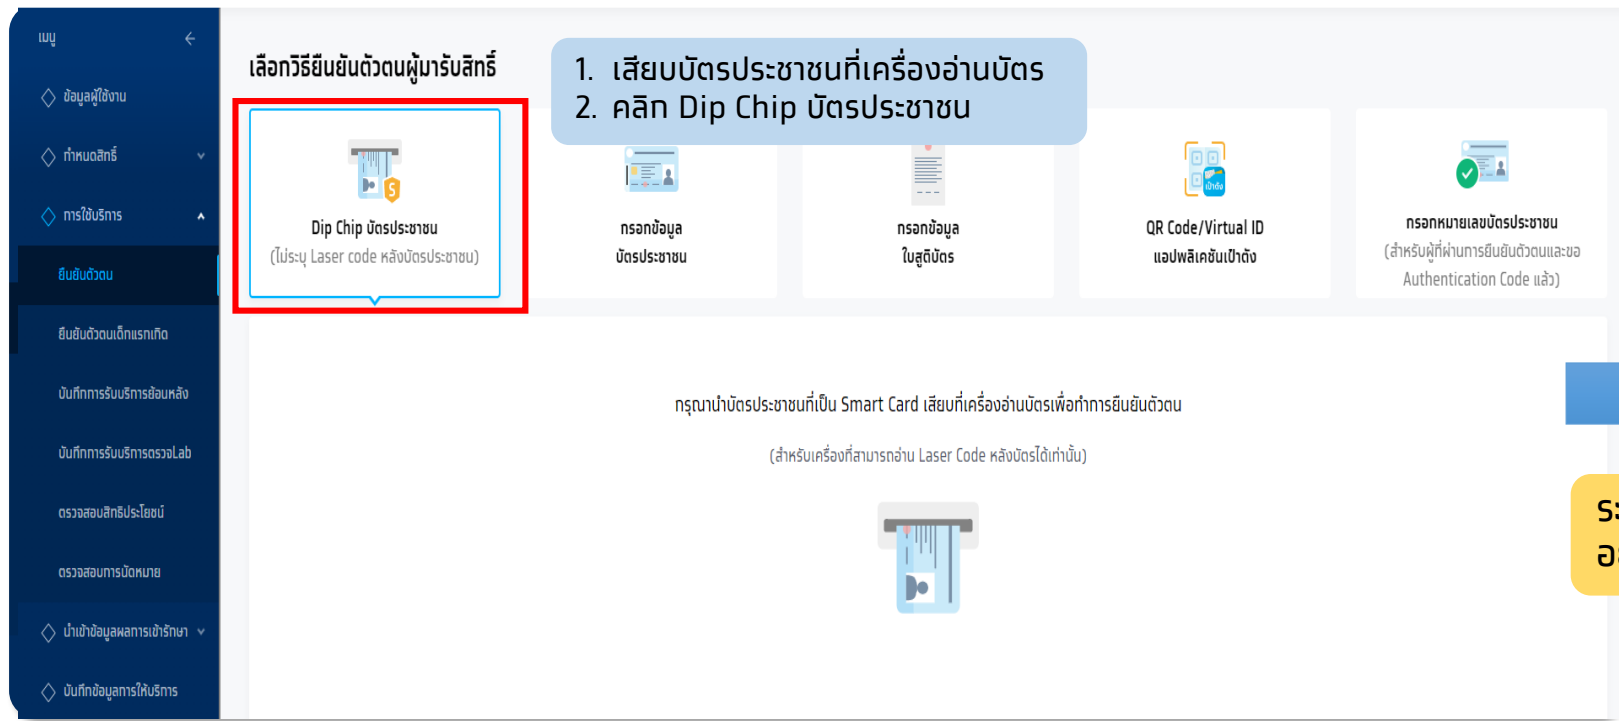 เมนู
ข้อมูลผู้ใช้งาน
กำหนดสิทธิ์
การใช้บริการ
ยืนยันตัวตน
ยืนยันตัวตนเด็กแรกเกิด
บันทึกการรับบริการย้อนหลัง
บันทึกการรับบริการตรวจLab
ตรวจสอบสิทธิประโยชน์
ตรวจสอบการนัดหมาย
นำเข้าข้อมูลผลการเข้ารักษา
บันทึกข้อมูลการให้บริการ
เลือกวิธียืนยันตัวตนผู้มารับสิทธิ์
1. เสียบบัตรประชาชนที่เครื่องอ่านบัตร
2. คลิก Dip Chip บัตรประชาชน
Dip Chip บัตรประชาชน
(ไม่ระบุ Laser code หลังบัตรประชาชน)
กรอกข้อมูล
บัตรประชาชน
กรอกข้อมูล
ใบสูติบัตร
เป๋าตัง
QR Code/Virtual ID
แอปพลิเคชันเป๋าตัง
กรอกหมายเลขบัตรประชาชน
(สำหรับผู้ที่ผ่านการยืนยันตัวตนและขอ
Authentication Code แล้ว)
กรุณานำบัตรประชาชนที่เป็น Smart Card เสียบที่เครื่องอ่านบัตรเพื่อทำการยืนยันตัวตน
(สำหรับเครื่องที่สามารถอ่าน Laser Code หลังบัตรได้เท่านั้น)